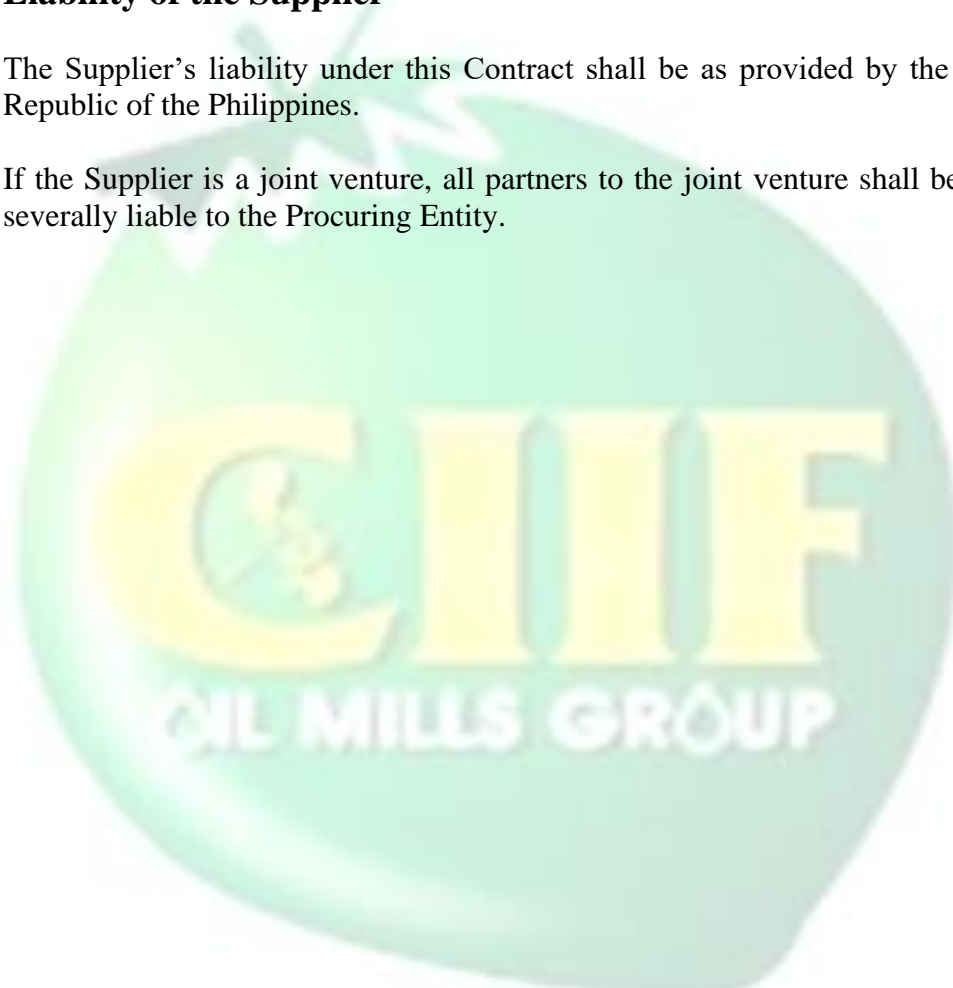 Liability of the Supplier
The Supplier’s liability under this Contract shall be as provided by the
Republic of the Philippines.
If the Supplier is a joint venture, all partners to the joint venture shall be
severally liable to the Procuring Entity.
CIIF
OIL MILLS GROUP